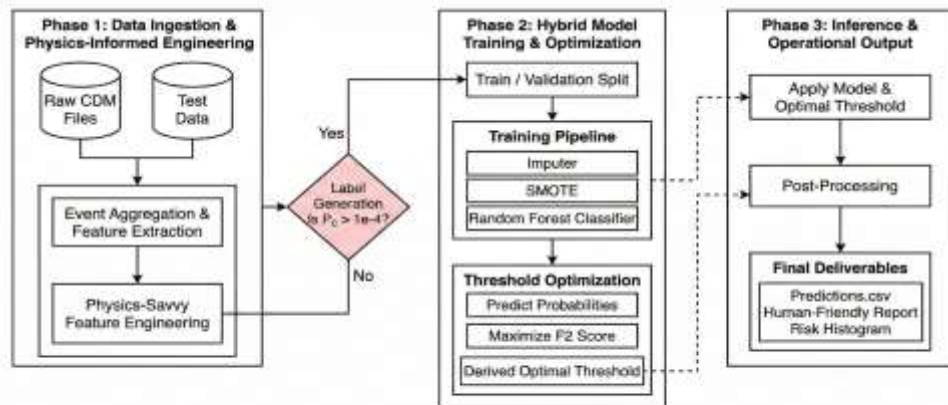 Phase 1: Data Ingestion &
Physics-Informed Engineering
Raw CDM
Files
Test
Data
Event Aggregation &
Feature Extraction
Physics-Savvy
Feature Engineering
Yes
Label
Generation
Is P_c > 1e-4?
No
Phase 2: Hybrid Model
Training & Optimization
Train / Validation Split
Training Pipeline
Imputer
SMOTE
Random Forest Classifier
Threshold Optimization
Predict Probabilities
Maximize F2 Score
Derived Optimal Threshold
Phase 3: Inference
& Operational Output
Apply Model &
Optimal Threshold
Post-Processing
Final Deliverables
Predictions.csv
Human-Friendly Report
Risk Histogram